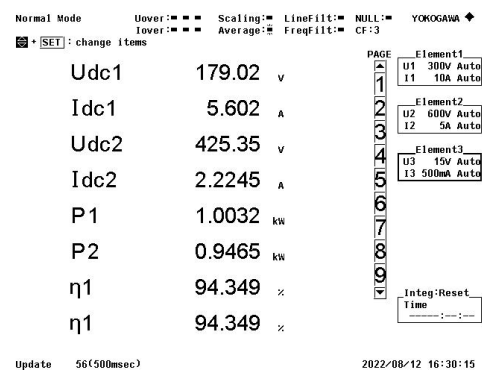 Normal Mode Uover: Scaling: LineFilt: NULL: YOKOGAWA
Iover: Average: FreqFilt: CF:3
+ SET : change items
PAGE
1
2
3
4
5
6
7
8
9
Udc1 179.02 V
Idc1 5.602 A
Udc2 425.35 V
Idc2 2.2245 A
P1 1.0032 kW
P2 0.9465 kW
η1 94.349 %
η1 94.349 %
Element1
U1 300V Auto
I1 10A Auto
Element2
U2 600V Auto
I2 5A Auto
Element3
U3 15V Auto
I3 500mA Auto
Integ:Reset
Time
-----:--:--
Update 56(500msec) 2022/08/12 16:30:15